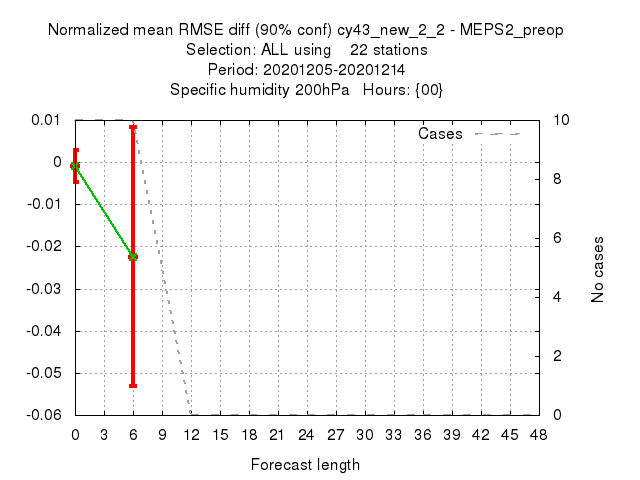 Normalized mean RMSE diff (90% conf) cy43_new_2_2 - MEPS2_preop
Selection: ALL using 22 stations
Period: 20201205-20201214
Specific humidity 200hPa Hours: {00}
0.01 10
Cases
0
8
-0.01
-0.02 6
-0.03 4
-0.04
2
-0.05
-0.06 0
No cases
0 3 6 9 12 15 18 21 24 27 30 33 36 39 42 45 48
Forecast length